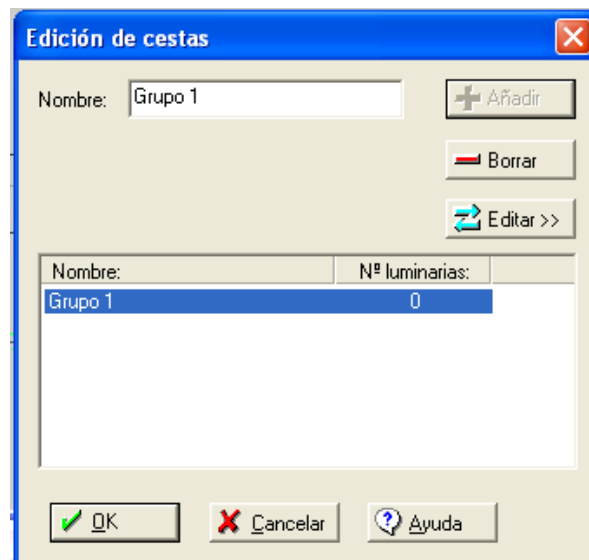 Edición de cestas
Nombre: Grupo 1 Añadir
Borrar
Editar >>
Nombre: Nº luminarias:
Grupo 1 0
OK Cancelar Ayuda